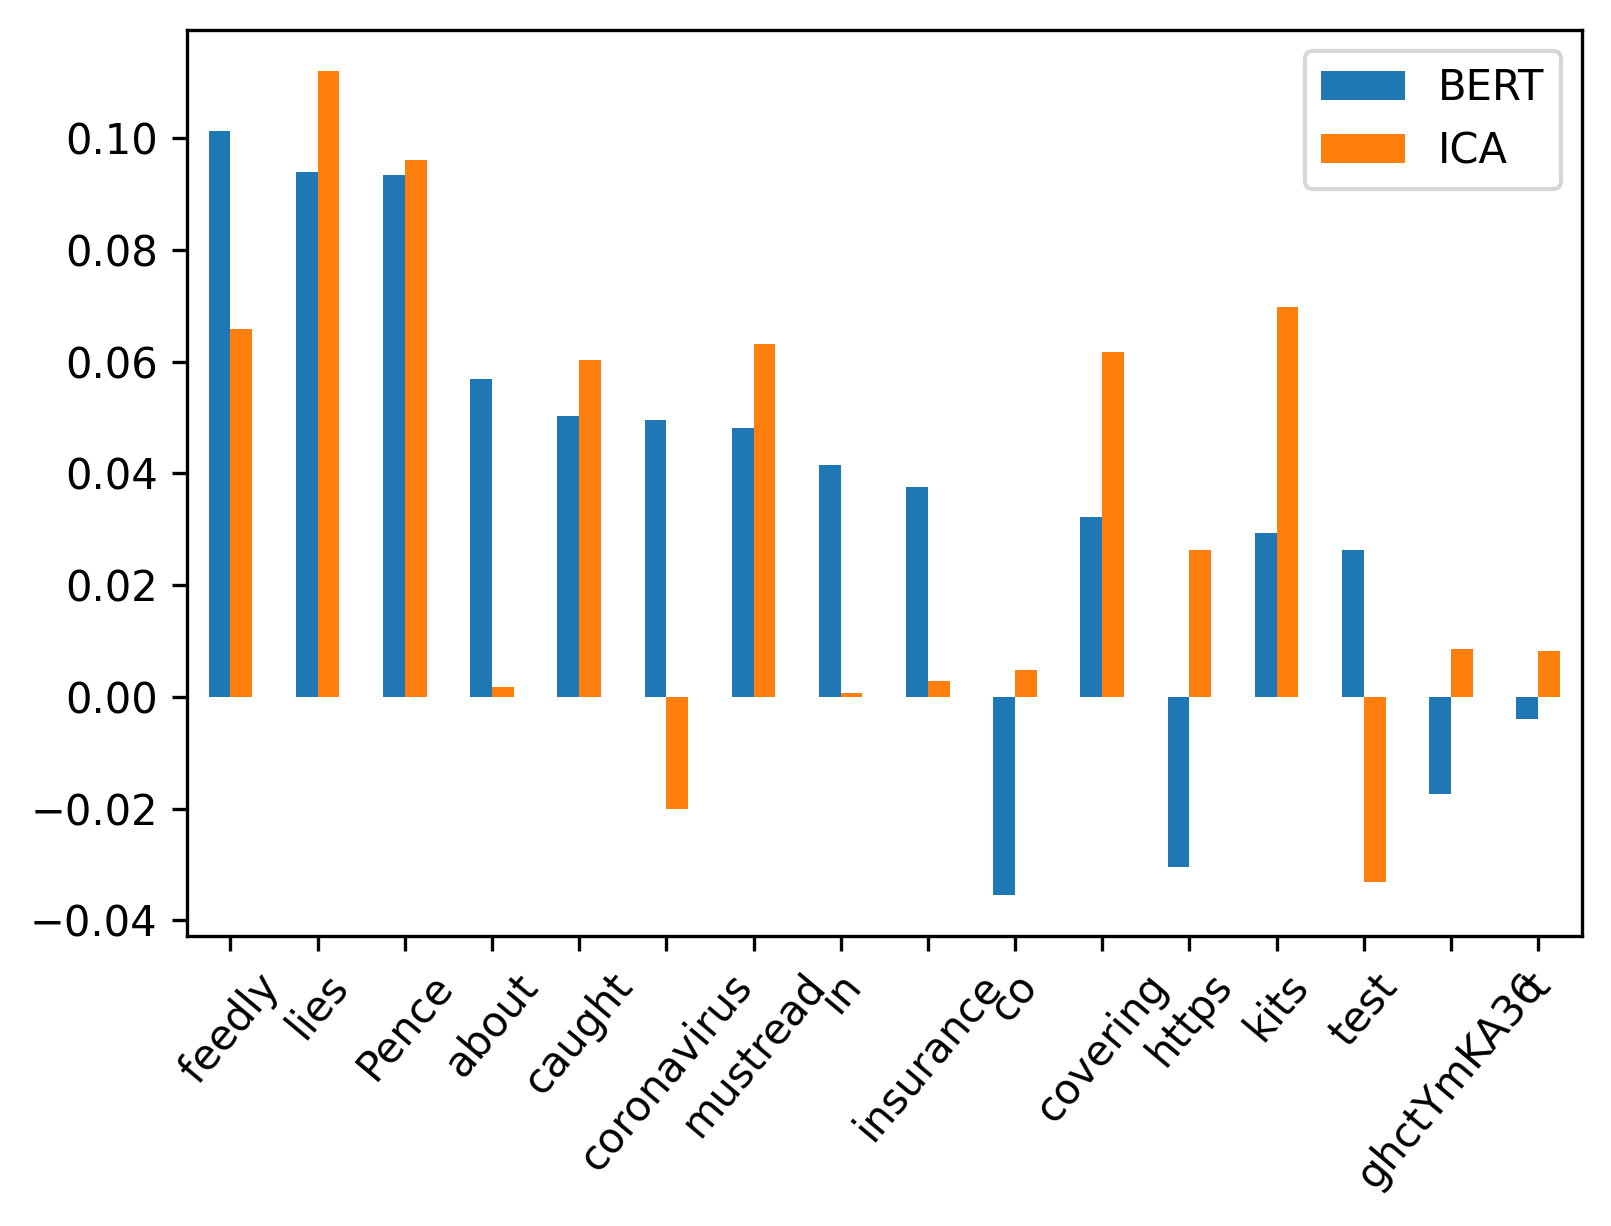 BERT
ICA
0.10
0.08
0.06
0.04
0.02
0.00
−0.02
−0.04
feedly
lies
Pence
about
caught
coronavirus
mustread
in
insurance
co
covering
https
kits
test
ghctYmKA36
t